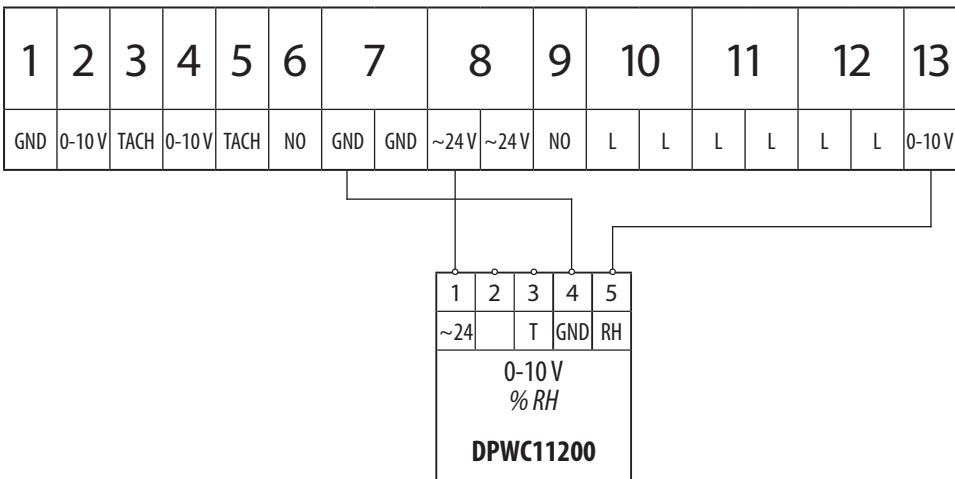 1 2 3 4 5 6 7 8 9 10 11 12 13
GND 0-10 V TACH 0-10 V TACH NO GND GND ~24 V ~24 V NO L L L L L L 0-10 V
1 2 3 4 5
~24 T GND RH
0-10 V
% RH
DPWC11200